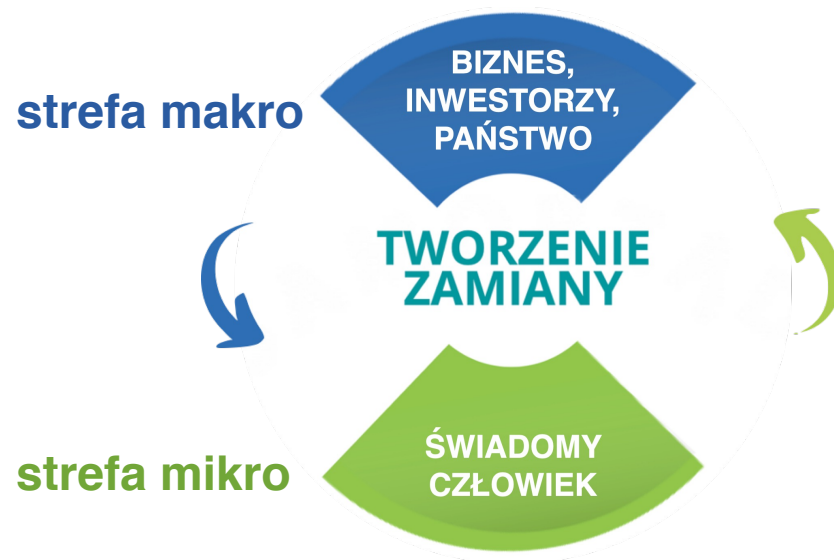 BIZNES,
INWESTORZY,
PAŃSTWO
strefa makro
TWORZENIE
ZAMIANY
ŚWIADOMY
CZŁOWIEK
strefa mikro